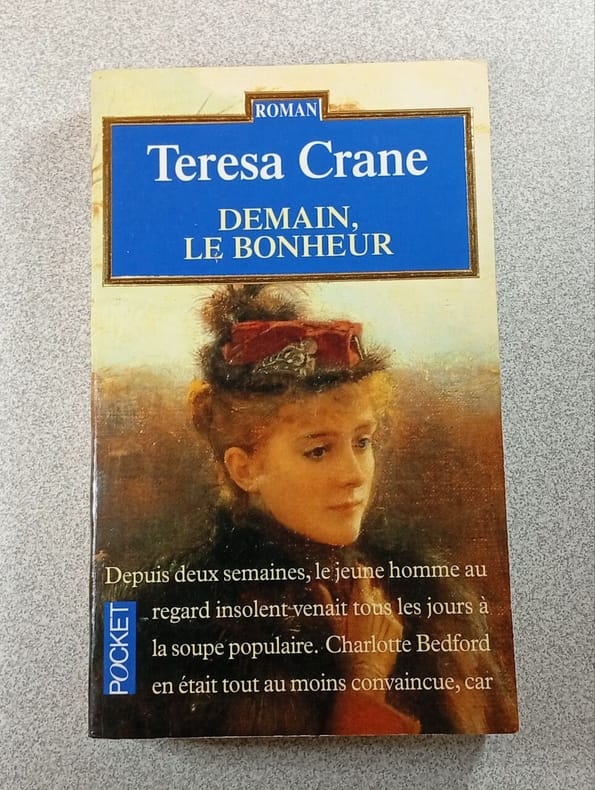 ROMAN
Teresa Crane
DEMAIN,
LE BONHEUR
Depuis deux semaines, le jeune homme au
regard insolent venait tous les jours à
la soupe populaire. Charlotte Bedford
en était tout au moins convaincue, car
POCKET